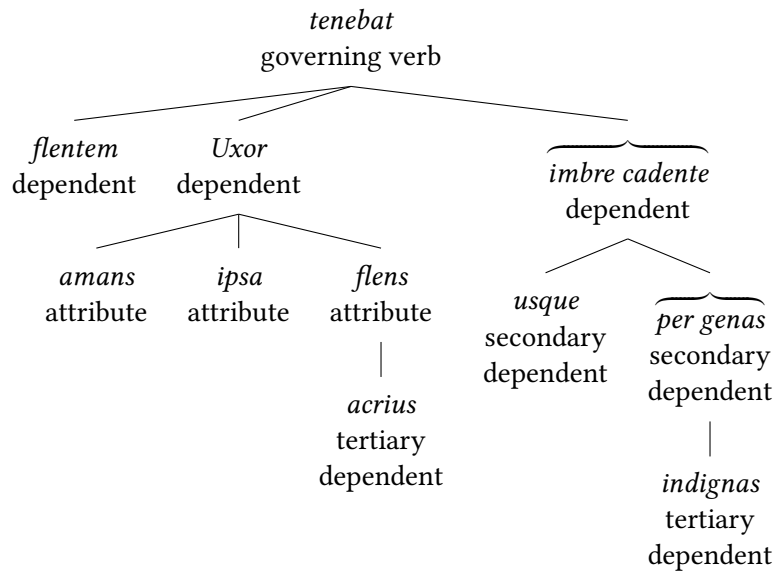 tenebat
governing verb
flentem
dependent
Uxor
dependent
imbre cadente
dependent
amans
attribute
ipsa
attribute
flens
attribute
usque
secondary
dependent
per genas
secondary
dependent
acrius
tertiary
dependent
indignas
tertiary
dependent